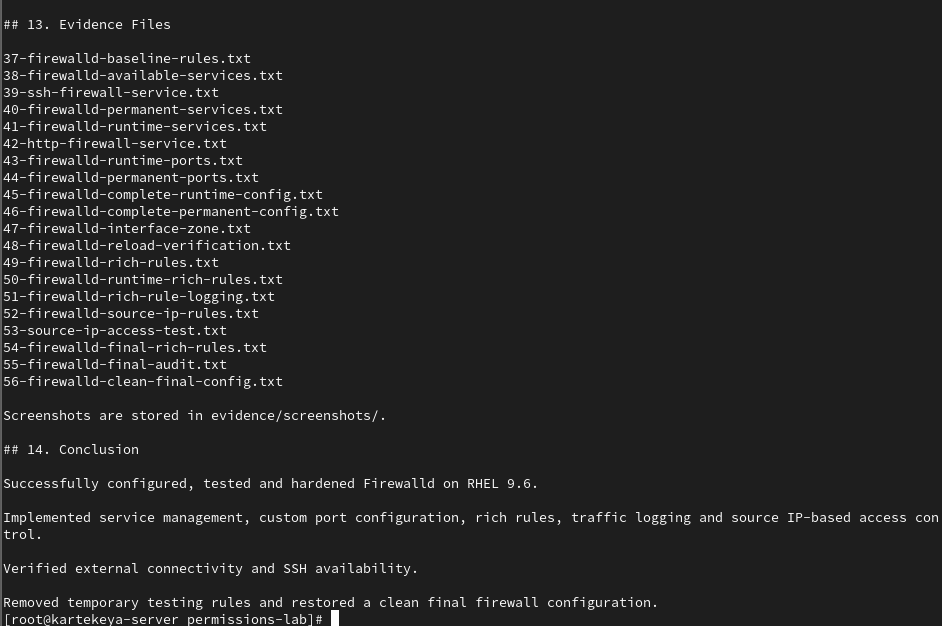 ## 13. Evidence Files
37-firewalld-baseline-rules.txt
38-firewalld-available-services.txt
39-ssh-firewall-service.txt
40-firewalld-permanent-services.txt
41-firewalld-runtime-services.txt
42-http-firewall-service.txt
43-firewalld-runtime-ports.txt
44-firewalld-permanent-ports.txt
45-firewalld-complete-runtime-config.txt
46-firewalld-complete-permanent-config.txt
47-firewalld-interface-zone.txt
48-firewalld-reload-verification.txt
49-firewalld-rich-rules.txt
50-firewalld-runtime-rich-rules.txt
51-firewalld-rich-rule-logging.txt
52-firewalld-source-ip-rules.txt
53-source-ip-access-test.txt
54-firewalld-final-rich-rules.txt
55-firewalld-final-audit.txt
56-firewalld-clean-final-config.txt
Screenshots are stored in evidence/screenshots/.
## 14. Conclusion
Successfully configured, tested and hardened Firewalld on RHEL 9.6.
Implemented service management, custom port configuration, rich rules, traffic logging and source IP-based access con
trol.
Verified external connectivity and SSH availability.
Removed temporary testing rules and restored a clean final firewall configuration.
[root@kartekeya-server permissions-lab]#